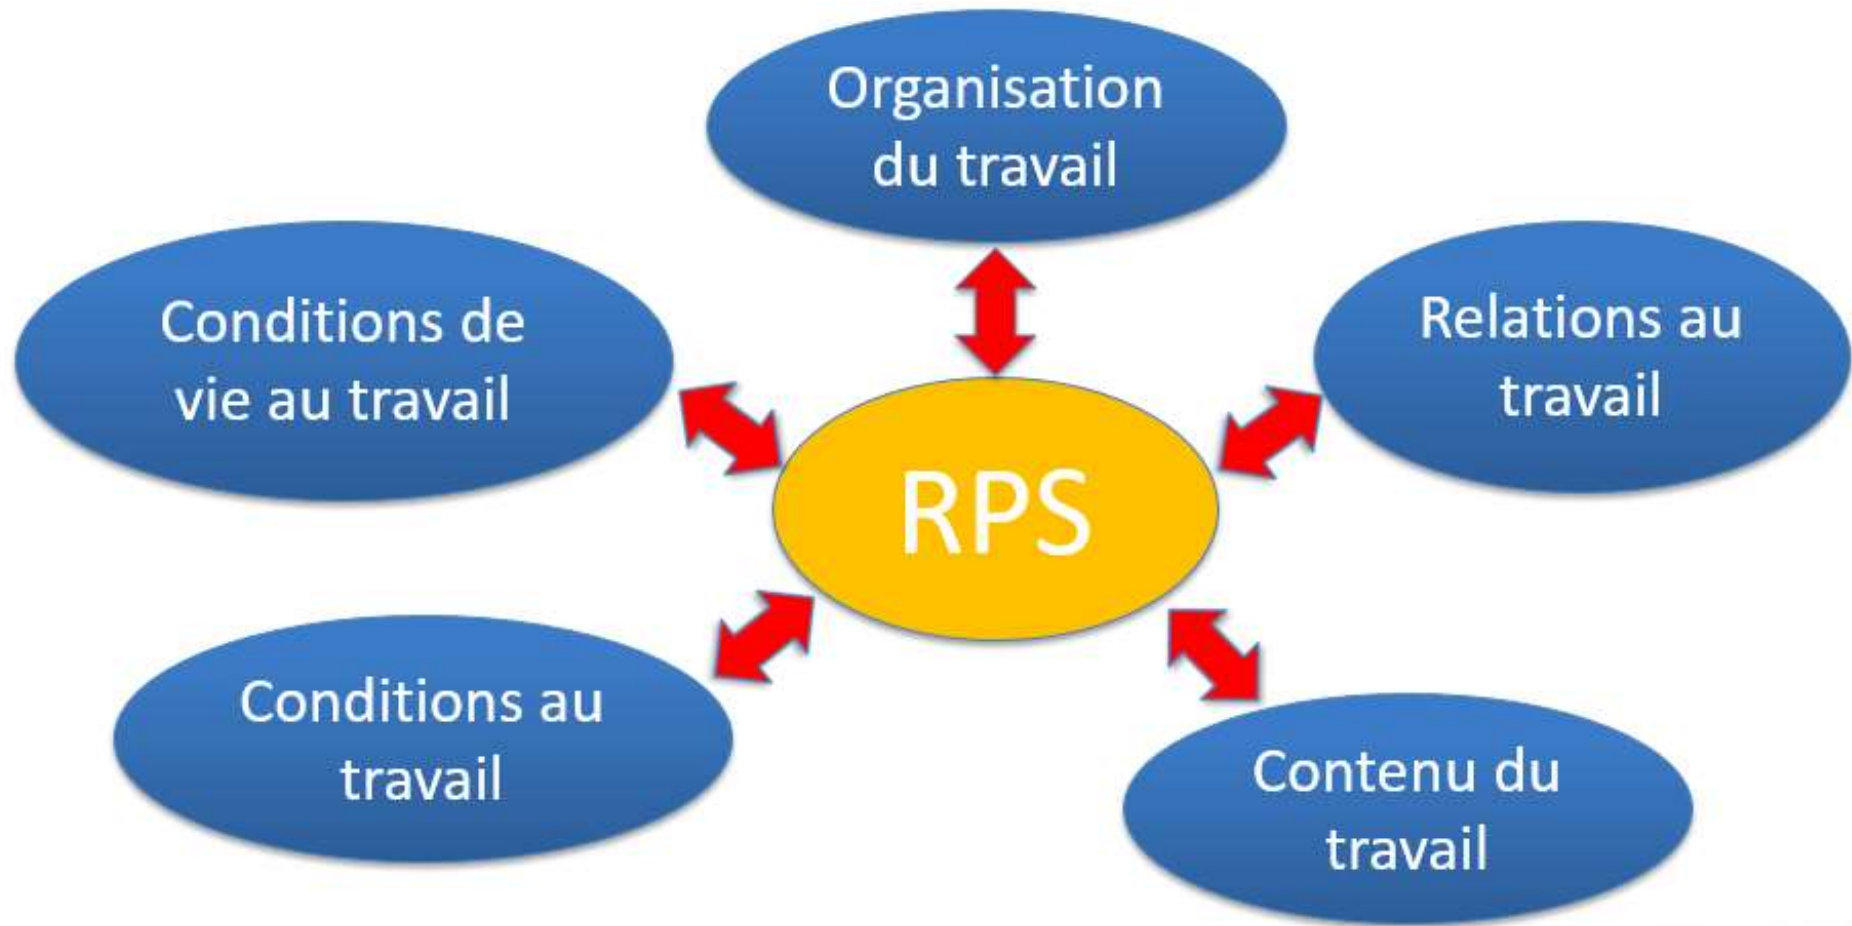 Organisation
du travail
Conditions de
vie au travail
Relations au
travail
RPS
Conditions au
travail
Contenu du
travail